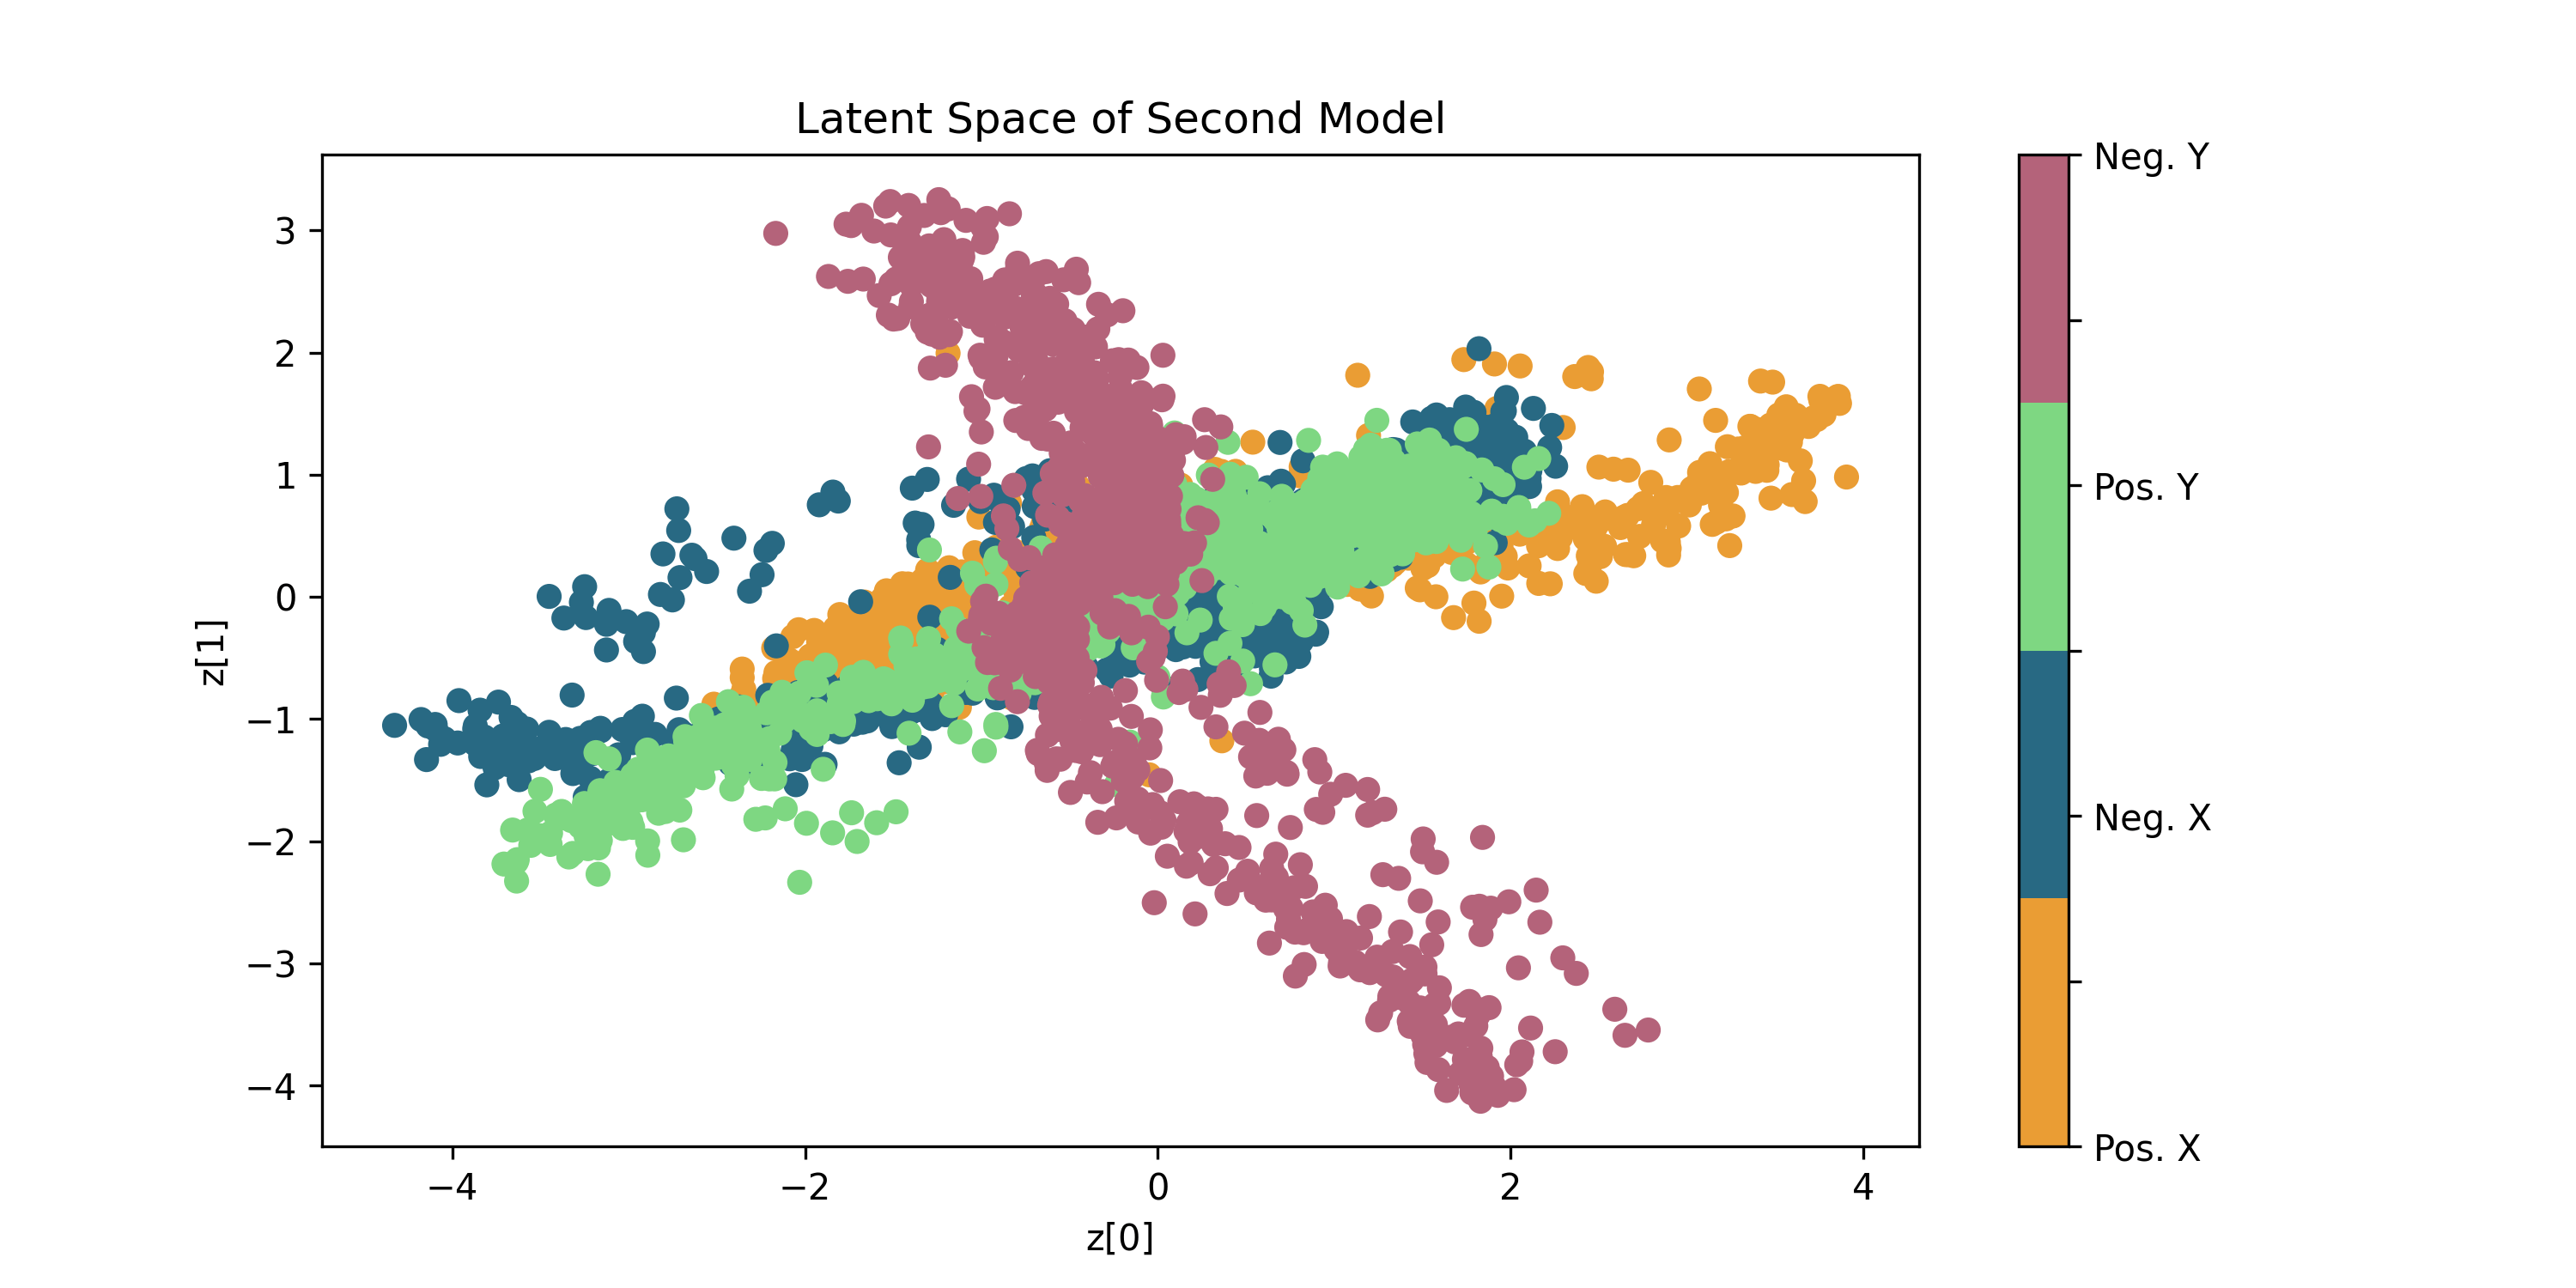 Latent Space of Second Model
3
2
1
0
−1
−2
−3
−4
z[1]
−4
−2
0
2
4
z[0]
Neg. Y
Pos. Y
Neg. X
Pos. X